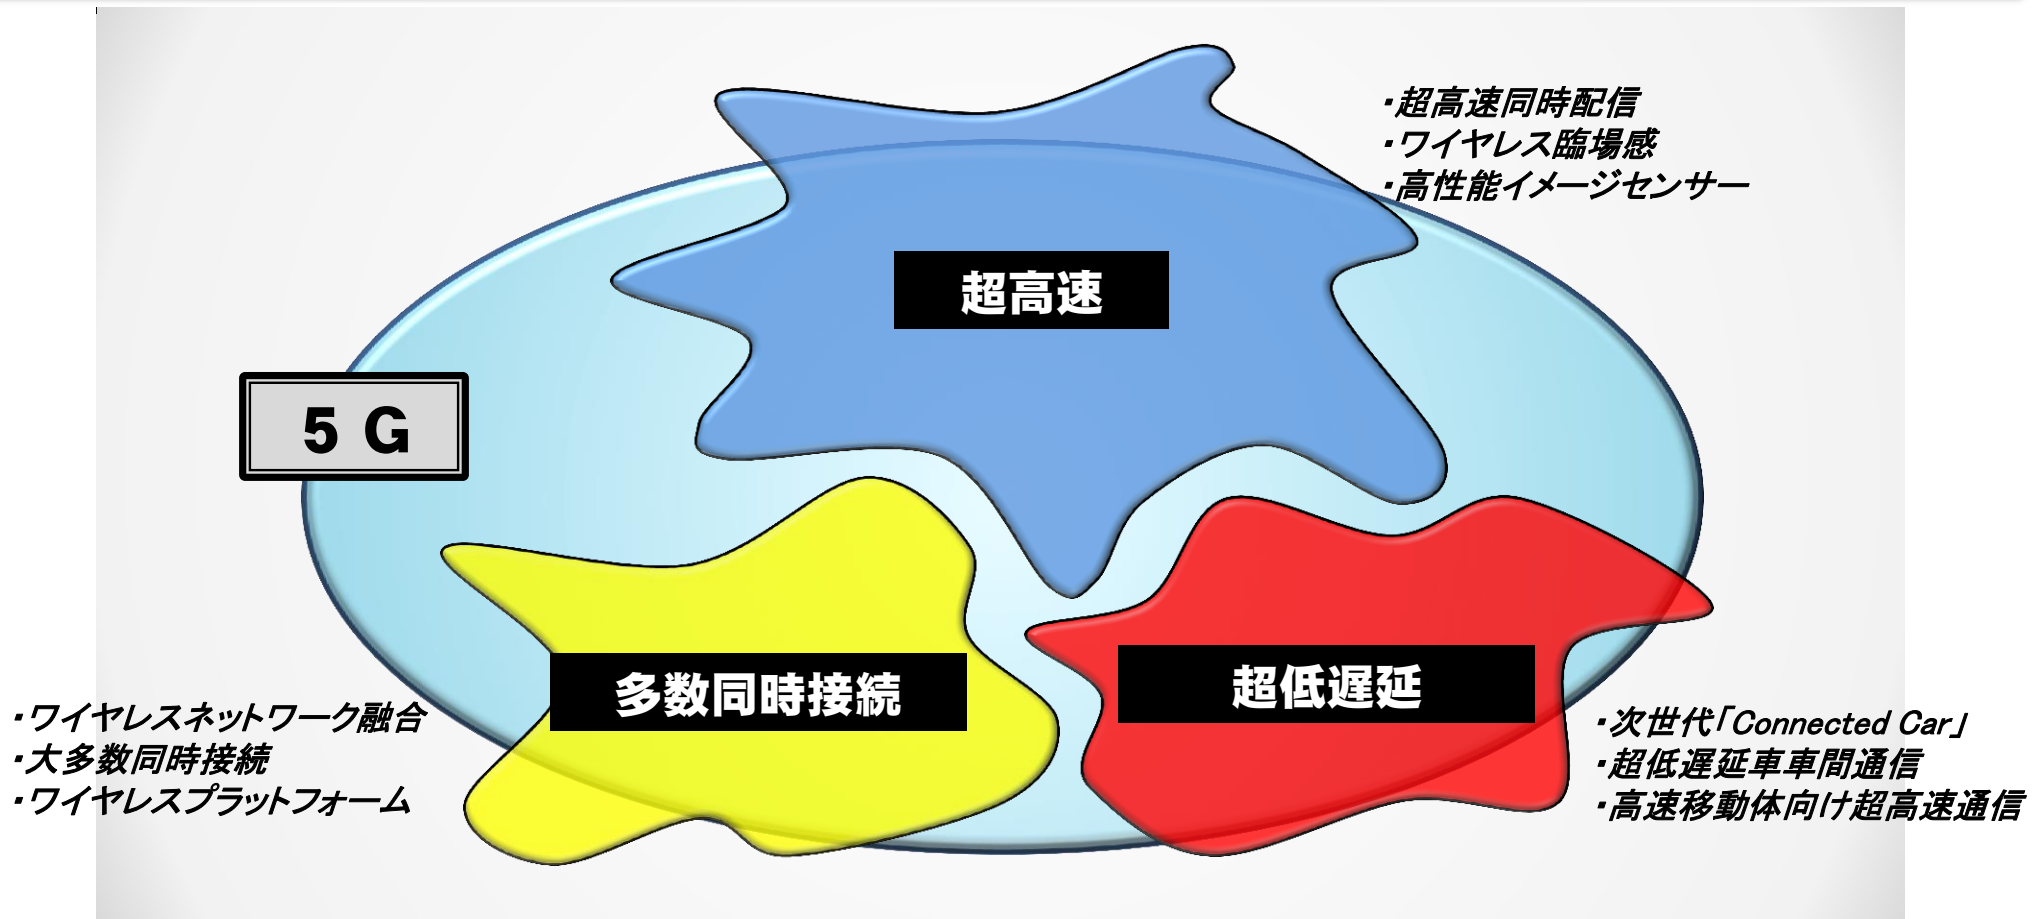 ・超高速同時配信
・ワイヤレス臨場感
・高性能イメージセンサー
超高速
5 G
多数同時接続
超低遅延
・ワイヤレスネットワーク融合
・大多数同時接続
・ワイヤレスプラットフォーム
・次世代「Connected Car」
・超低遅延車車間通信
・高速移動体向け超高速通信